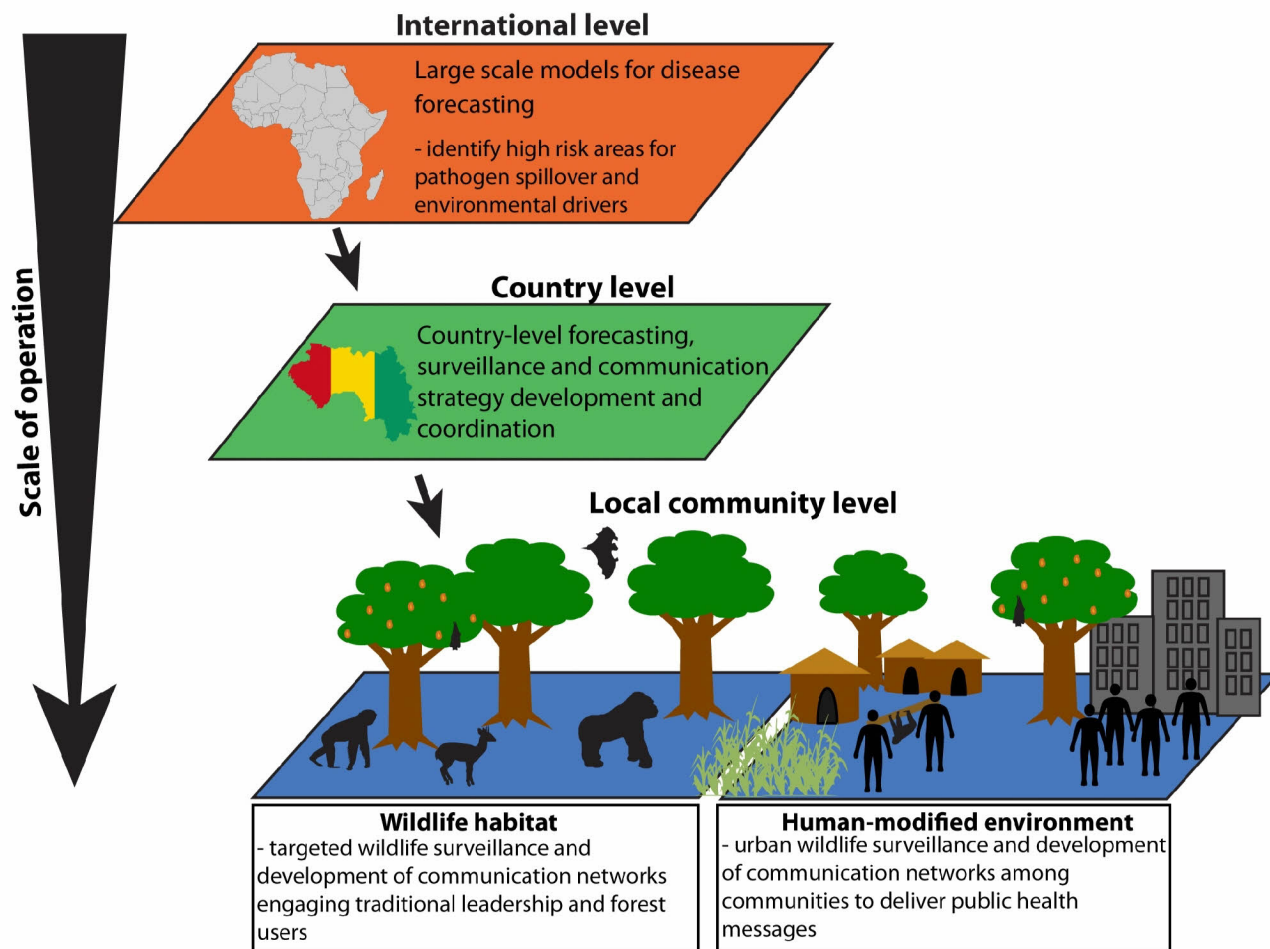 International level
Large scale models for disease
forecasting
- identify high risk areas for
pathogen spillover and
environmental drivers
Scale of operation
Country level
Country-level forecasting,
surveillance and communication
strategy development and
coordination
Local community level
Wildlife habitat
- targeted wildlife surveillance and
development of communication networks
engaging traditional leadership and forest
users
Human-modified environment
- urban wildlife surveillance and development
of communication networks among
communities to deliver public health
messages